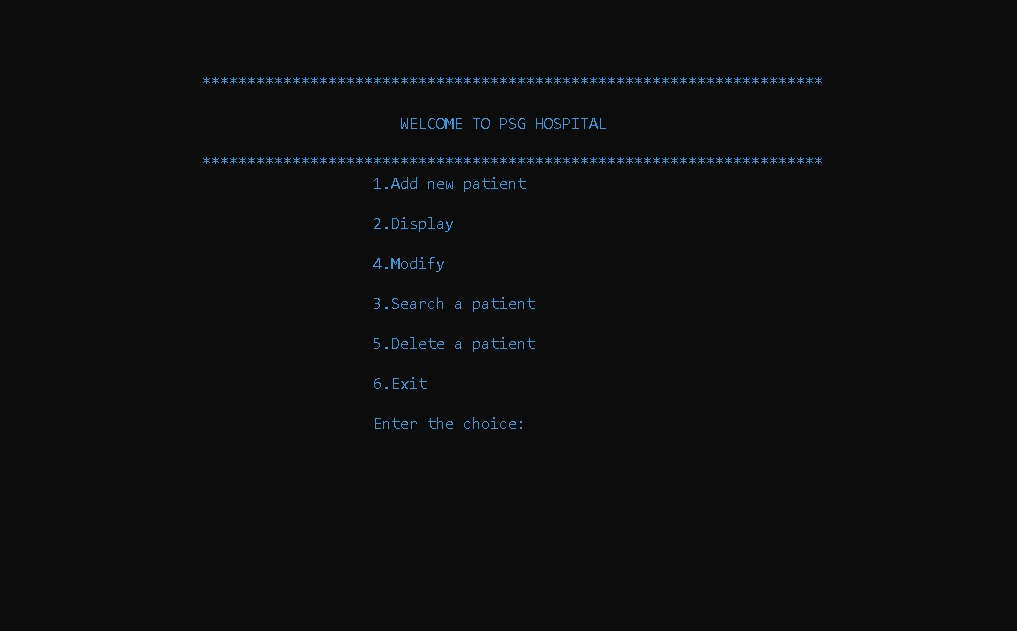 *********************************************************************
WELCOME TO PSG HOSPITAL
*********************************************************************
1.Add new patient
2.Display
4.Modify
3.Search a patient
5.Delete a patient
6.Exit
Enter the choice: